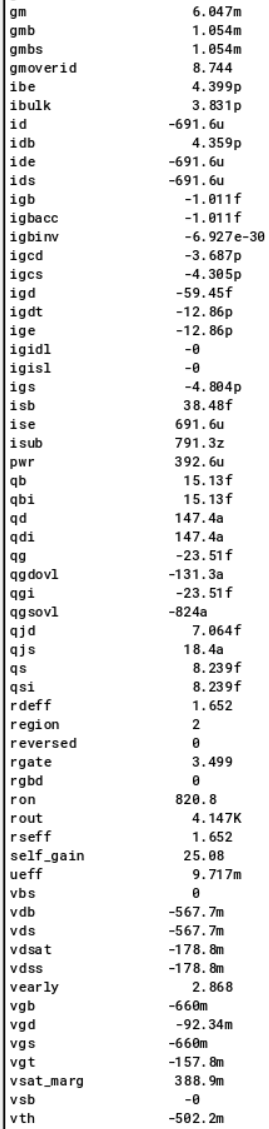 gm 6.047m
gmb 1.054m
gmbs 1.054m
gmoverid 8.744
ibe 4.399p
ibulk 3.831p
id -691.6u
idb 4.359p
ide -691.6u
ids -691.6u
igb -1.011f
igbacc -1.011f
igbinv -6.927e-30
igcd -3.687p
igcs -4.305p
igd -59.45f
igdt -12.86p
ige -12.86p
igidl -0
igisl -0
igs -4.804p
isb 38.48f
ise 691.6u
isub 791.3z
pwr 392.6u
qb 15.13f
qbi 15.13f
qd 147.4a
qdi 147.4a
qg -23.51f
qgdovl -131.3a
qgi -23.51f
qgsovl -824a
qjd 7.064f
qjs 18.4a
qs 8.239f
qsi 8.239f
rdeff 1.652
region 2
reversed 0
rgate 3.499
rgbd 0
ron 820.8
rout 4.147K
rseff 1.652
self_gain 25.08
ueff 9.717m
vbs 0
vdb -567.7m
vds -567.7m
vdsat -178.8m
vdss -178.8m
vearly 2.868
vgb -660m
vgd -92.34m
vgs -660m
vgt -157.8m
vsat_marg 388.9m
vsb -0
vth -502.2m